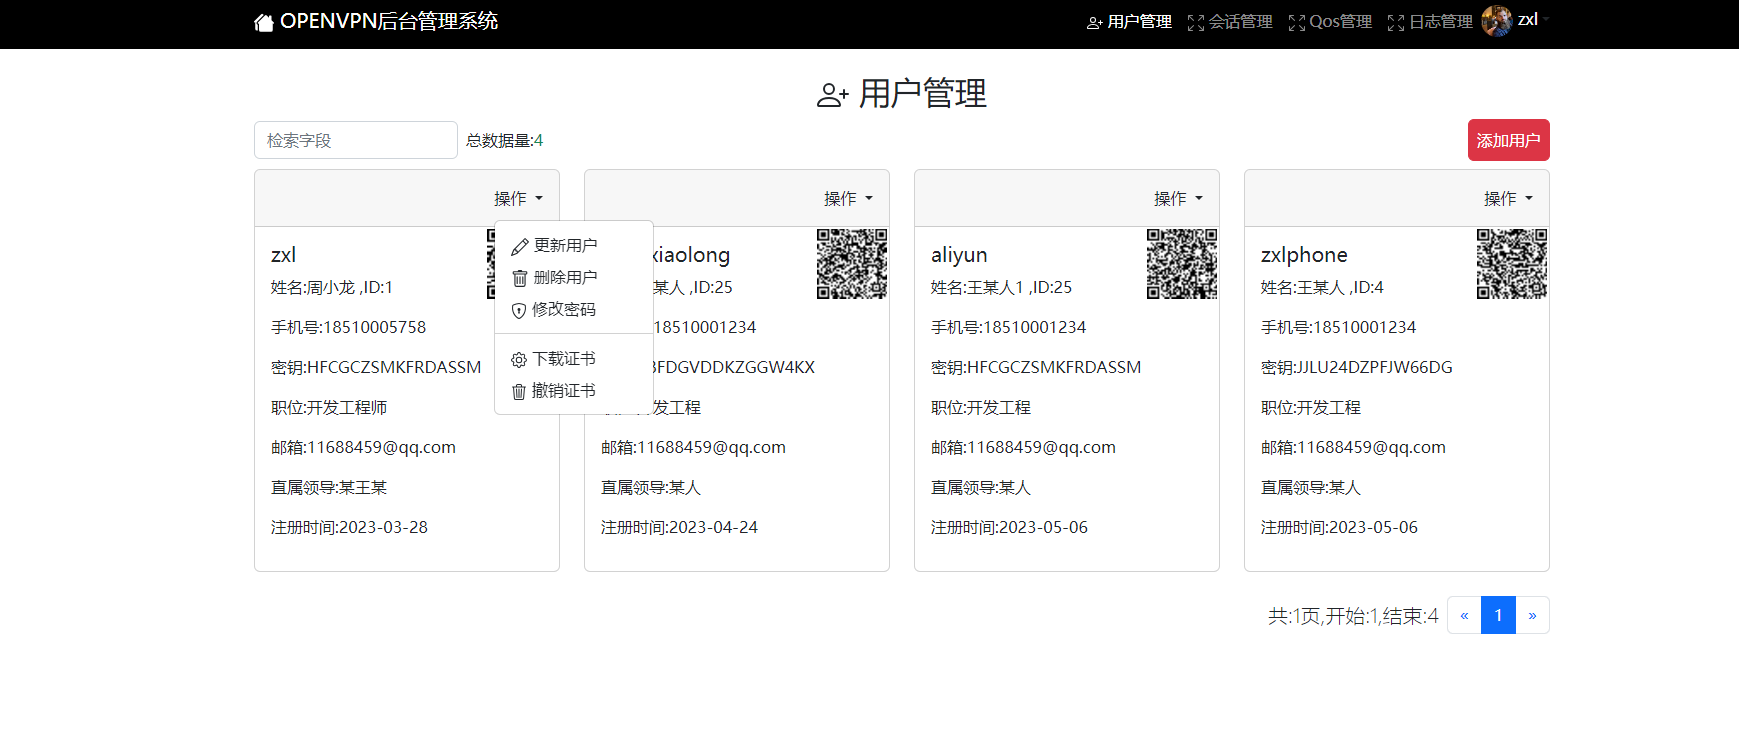 OPENVPN后台管理系统
用户管理 会话管理 Qos管理 日志管理 zxl
用户管理
检索字段 总数据量:4 添加用户
操作 操作 操作 操作
zxl
姓名:周小龙 ,ID:1
手机号:18510005758
密钥:HFCGCZSMKFRDASSM
职位:开发工程师
邮箱:11688459@qq.com
直属领导:某王某
注册时间:2023-03-28
更新用户
删除用户
修改密码
下载证书
撤销证书
xiaolong
某人 ,ID:25
18510001234
BFDGVDDKZGGW4KX
发工程
邮箱:11688459@qq.com
直属领导:某人
注册时间:2023-04-24
aliyun
姓名:王某人1 ,ID:25
手机号:18510001234
密钥:HFCGCZSMKFRDASSM
职位:开发工程
邮箱:11688459@qq.com
直属领导:某人
注册时间:2023-05-06
zxlphone
姓名:王某人 ,ID:4
手机号:18510001234
密钥:JJLU24DZPFJW66DG
职位:开发工程
邮箱:11688459@qq.com
直属领导:某人
注册时间:2023-05-06
共:1页,开始:1,结束:4 « 1 »